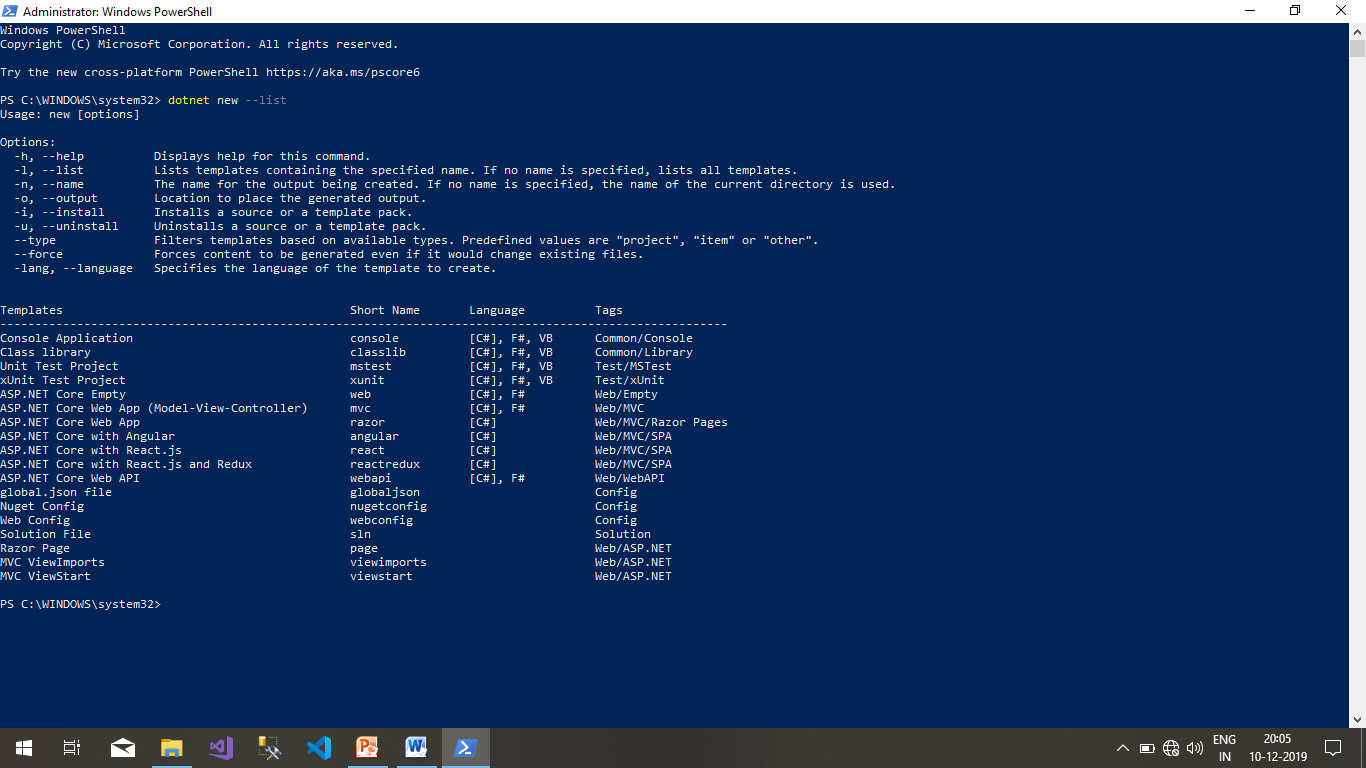 Administrator: Windows PowerShell
Windows PowerShell
Copyright (C) Microsoft Corporation. All rights reserved.
Try the new cross-platform PowerShell https://aka.ms/pscore6
PS C:\WINDOWS\system32> dotnet new --list
Usage: new [options]
Options:
-h, --help Displays help for this command.
-l, --list Lists templates containing the specified name. If no name is specified, lists all templates.
-n, --name The name for the output being created. If no name is specified, the name of the current directory is used.
-o, --output Location to place the generated output.
-i, --install Installs a source or a template pack.
-u, --uninstall Uninstalls a source or a template pack.
--type Filters templates based on available types. Predefined values are "project", "item" or "other".
--force Forces content to be generated even if it would change existing files.
-lang, --language Specifies the language of the template to create.
Templates Short Name Language Tags
--------------------------------------------------------------------------------------------------------
Console Application console [C#], F#, VB Common/Console
Class library classlib [C#], F#, VB Common/Library
Unit Test Project mstest [C#], F#, VB Test/MSTest
xUnit Test Project xunit [C#], F#, VB Test/xUnit
ASP.NET Core Empty web [C#], F# Web/Empty
ASP.NET Core Web App (Model-View-Controller) mvc [C#], F# Web/MVC
ASP.NET Core Web App razor [C#] Web/MVC/Razor Pages
ASP.NET Core with Angular angular [C#] Web/MVC/SPA
ASP.NET Core with React.js react [C#] Web/MVC/SPA
ASP.NET Core with React.js and Redux reactredux [C#] Web/MVC/SPA
ASP.NET Core Web API webapi [C#], F# Web/WebAPI
global.json file globaljson Config
Nuget Config nugetconfig Config
Web Config webconfig Config
Solution File sln Solution
Razor Page page Web/ASP.NET
MVC ViewImports viewimports Web/ASP.NET
MVC ViewStart viewstart Web/ASP.NET
PS C:\WINDOWS\system32>
ENG 20:05
IN 10-12-2019